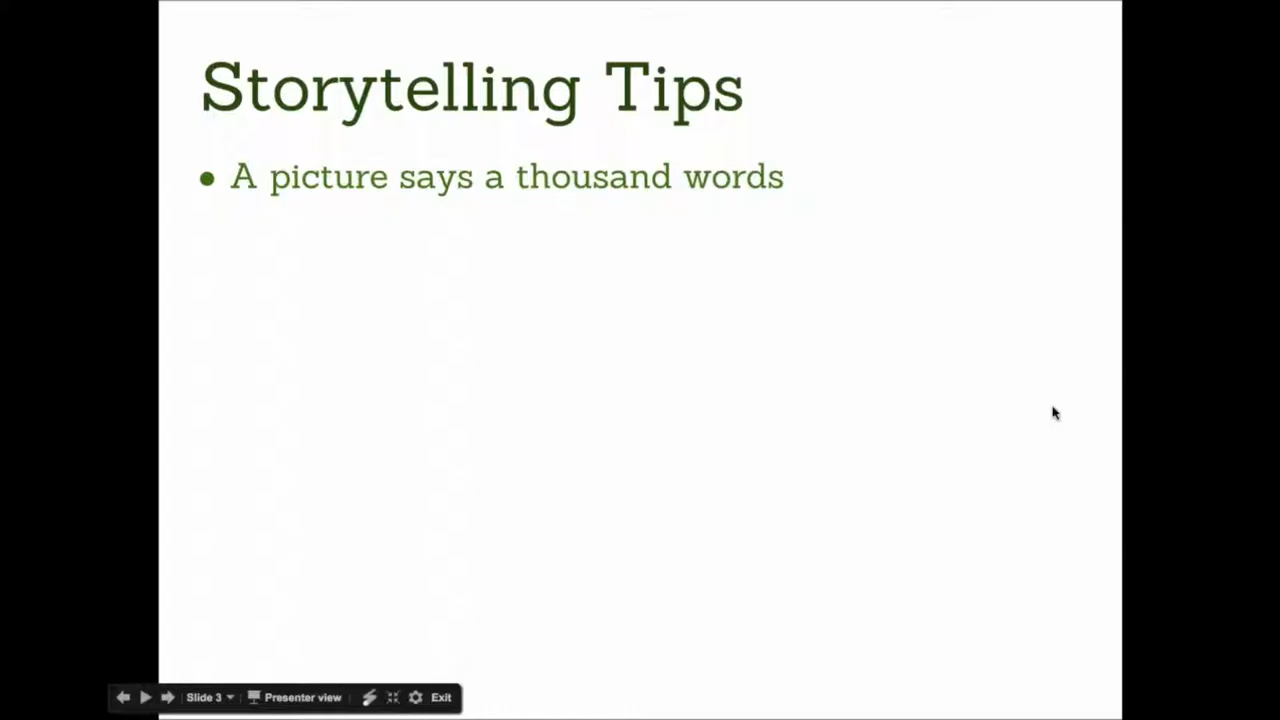 Storytelling Tips
● A picture says a thousand words
Slide 3 Presenter view Exit